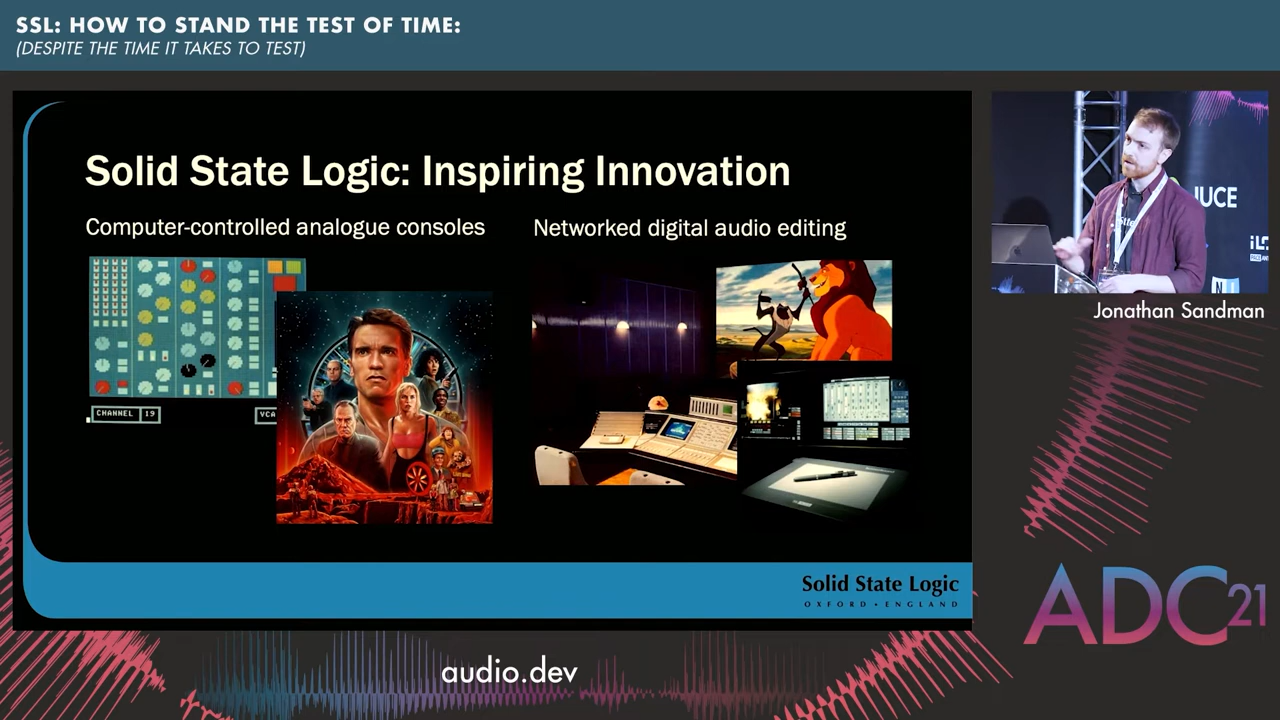 SSL: HOW TO STAND THE TEST OF TIME:
(DESPITE THE TIME IT TAKES TO TEST)
Solid State Logic: Inspiring Innovation
Computer-controlled analogue consoles
Networked digital audio editing
CHANNEL 19
VCA
JUCE
Jonathan Sandman
Solid State Logic
OXFORD • ENGLAND
ADC21
audio.dev